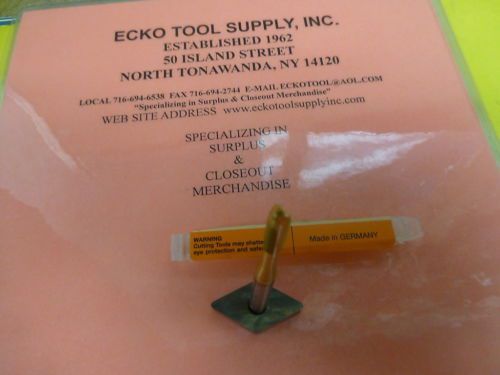 ECKO TOOL SUPPLY, INC.
ESTABLISHED 1962
50 ISLAND STREET
NORTH TONAWANDA, NY 14120
LOCAL 716-694-6538 FAX 716-694-2744 E-MAIL ECKOTOOL@AOL.COM
"Specializing in Surplus & Closeout Merchandise"
WEB SITE ADDRESS www.eckotoolsupplyinc.com
SPECIALIZING IN
SURPLUS
&
CLOSEOUT
MERCHANDISE
WARNING
Cutting Tools may shatter
eye protection and
Made in GERMANY